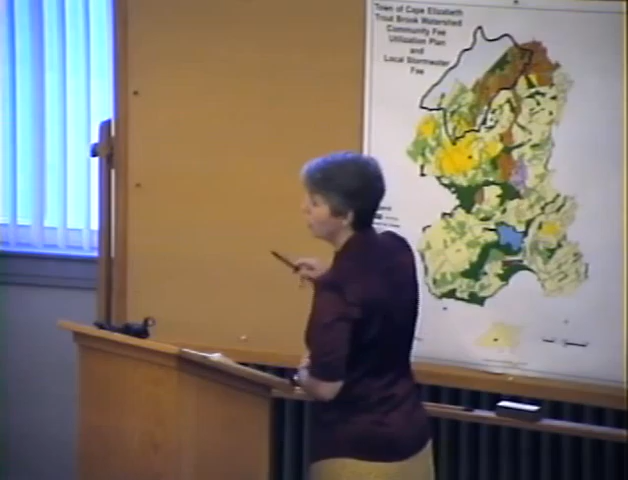 Town of Cape Elizabeth
Trout Brook Watershed
Community Fee
Utilization Plan
and
Local Stormwater
Fee